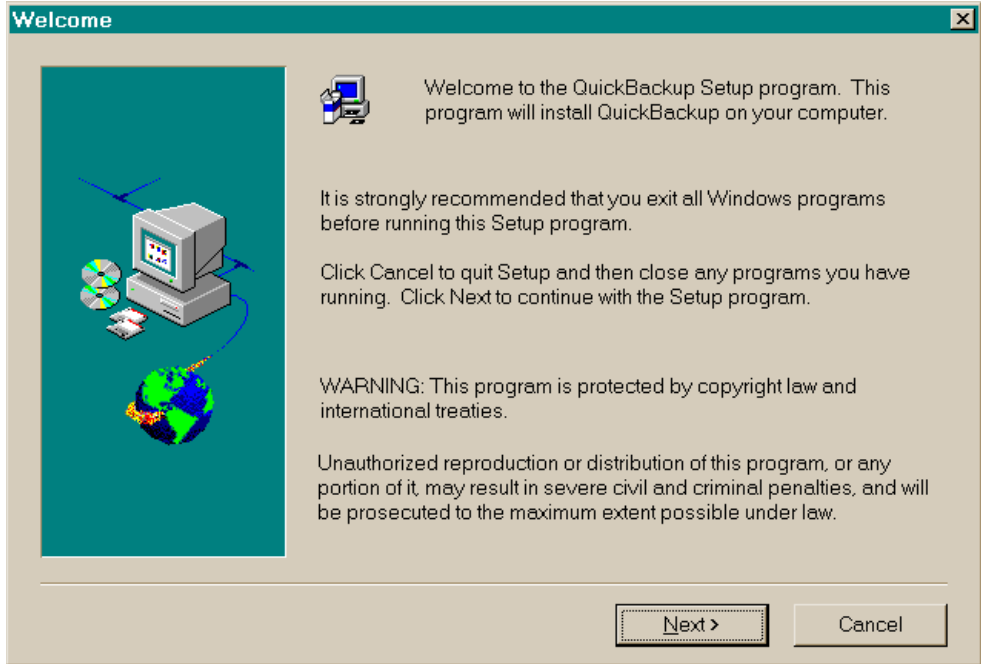 Welcome
Welcome to the QuickBackup Setup program. This
program will install QuickBackup on your computer.
It is strongly recommended that you exit all Windows programs
before running this Setup program.
Click Cancel to quit Setup and then close any programs you have
running. Click Next to continue with the Setup program.
WARNING: This program is protected by copyright law and
international treaties.
Unauthorized reproduction or distribution of this program, or any
portion of it, may result in severe civil and criminal penalties, and will
be prosecuted to the maximum extent possible under law.
Next >
Cancel